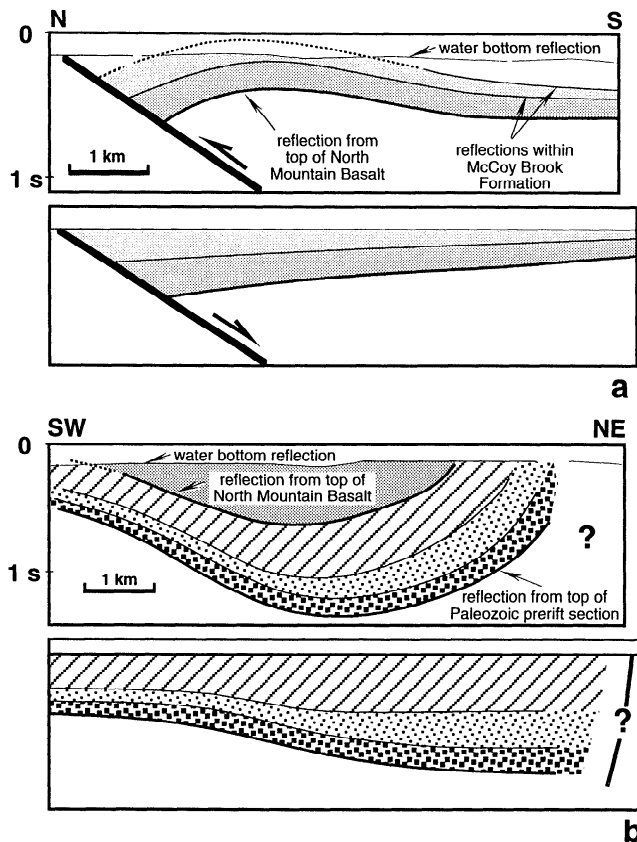 N S
0
water bottom reflection
reflection from
top of North
Mountain Basalt
reflections within
McCoy Brook
Formation
1 km
1 s
a
SW NE
0
water bottom reflection
reflection from top of
North Mountain Basalt
?
1 s
1 km
reflection from top of
Paleozoic prerift section
?
b